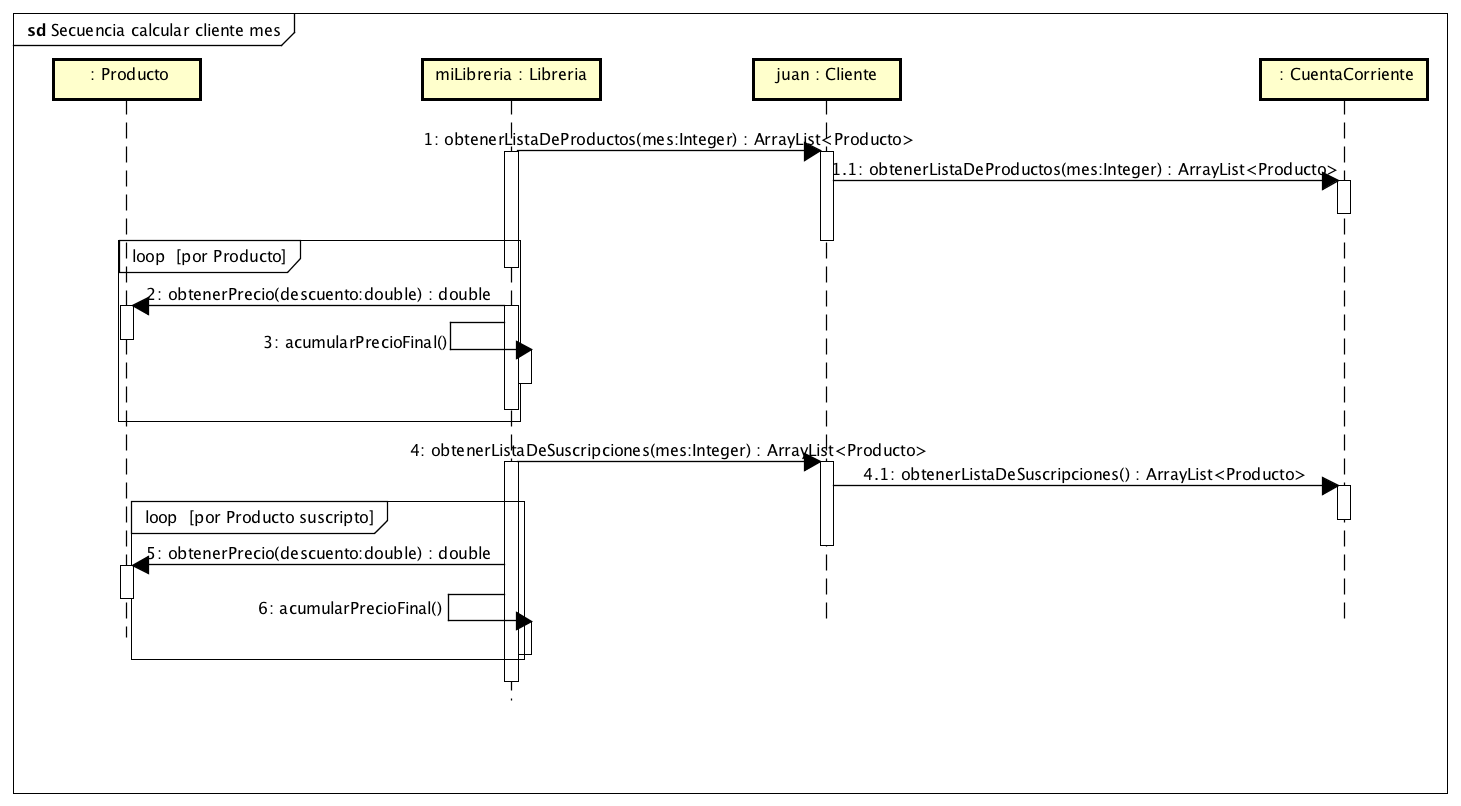 sd Secuencia calcular cliente mes
: Producto
miLibreria : Libreria
juan : Cliente
: CuentaCorriente
1: obtenerListaDeProductos(mes:Integer) : ArrayList<Producto>
1.1: obtenerListaDeProductos(mes:Integer) : ArrayList<Producto>
loop [por Producto]
2: obtenerPrecio(descuento:double) : double
3: acumularPrecioFinal()
4: obtenerListaDeSuscripciones(mes:Integer) : ArrayList<Producto>
4.1: obtenerListaDeSuscripciones() : ArrayList<Producto>
loop [por Producto suscripto]
5: obtenerPrecio(descuento:double) : double
6: acumularPrecioFinal()